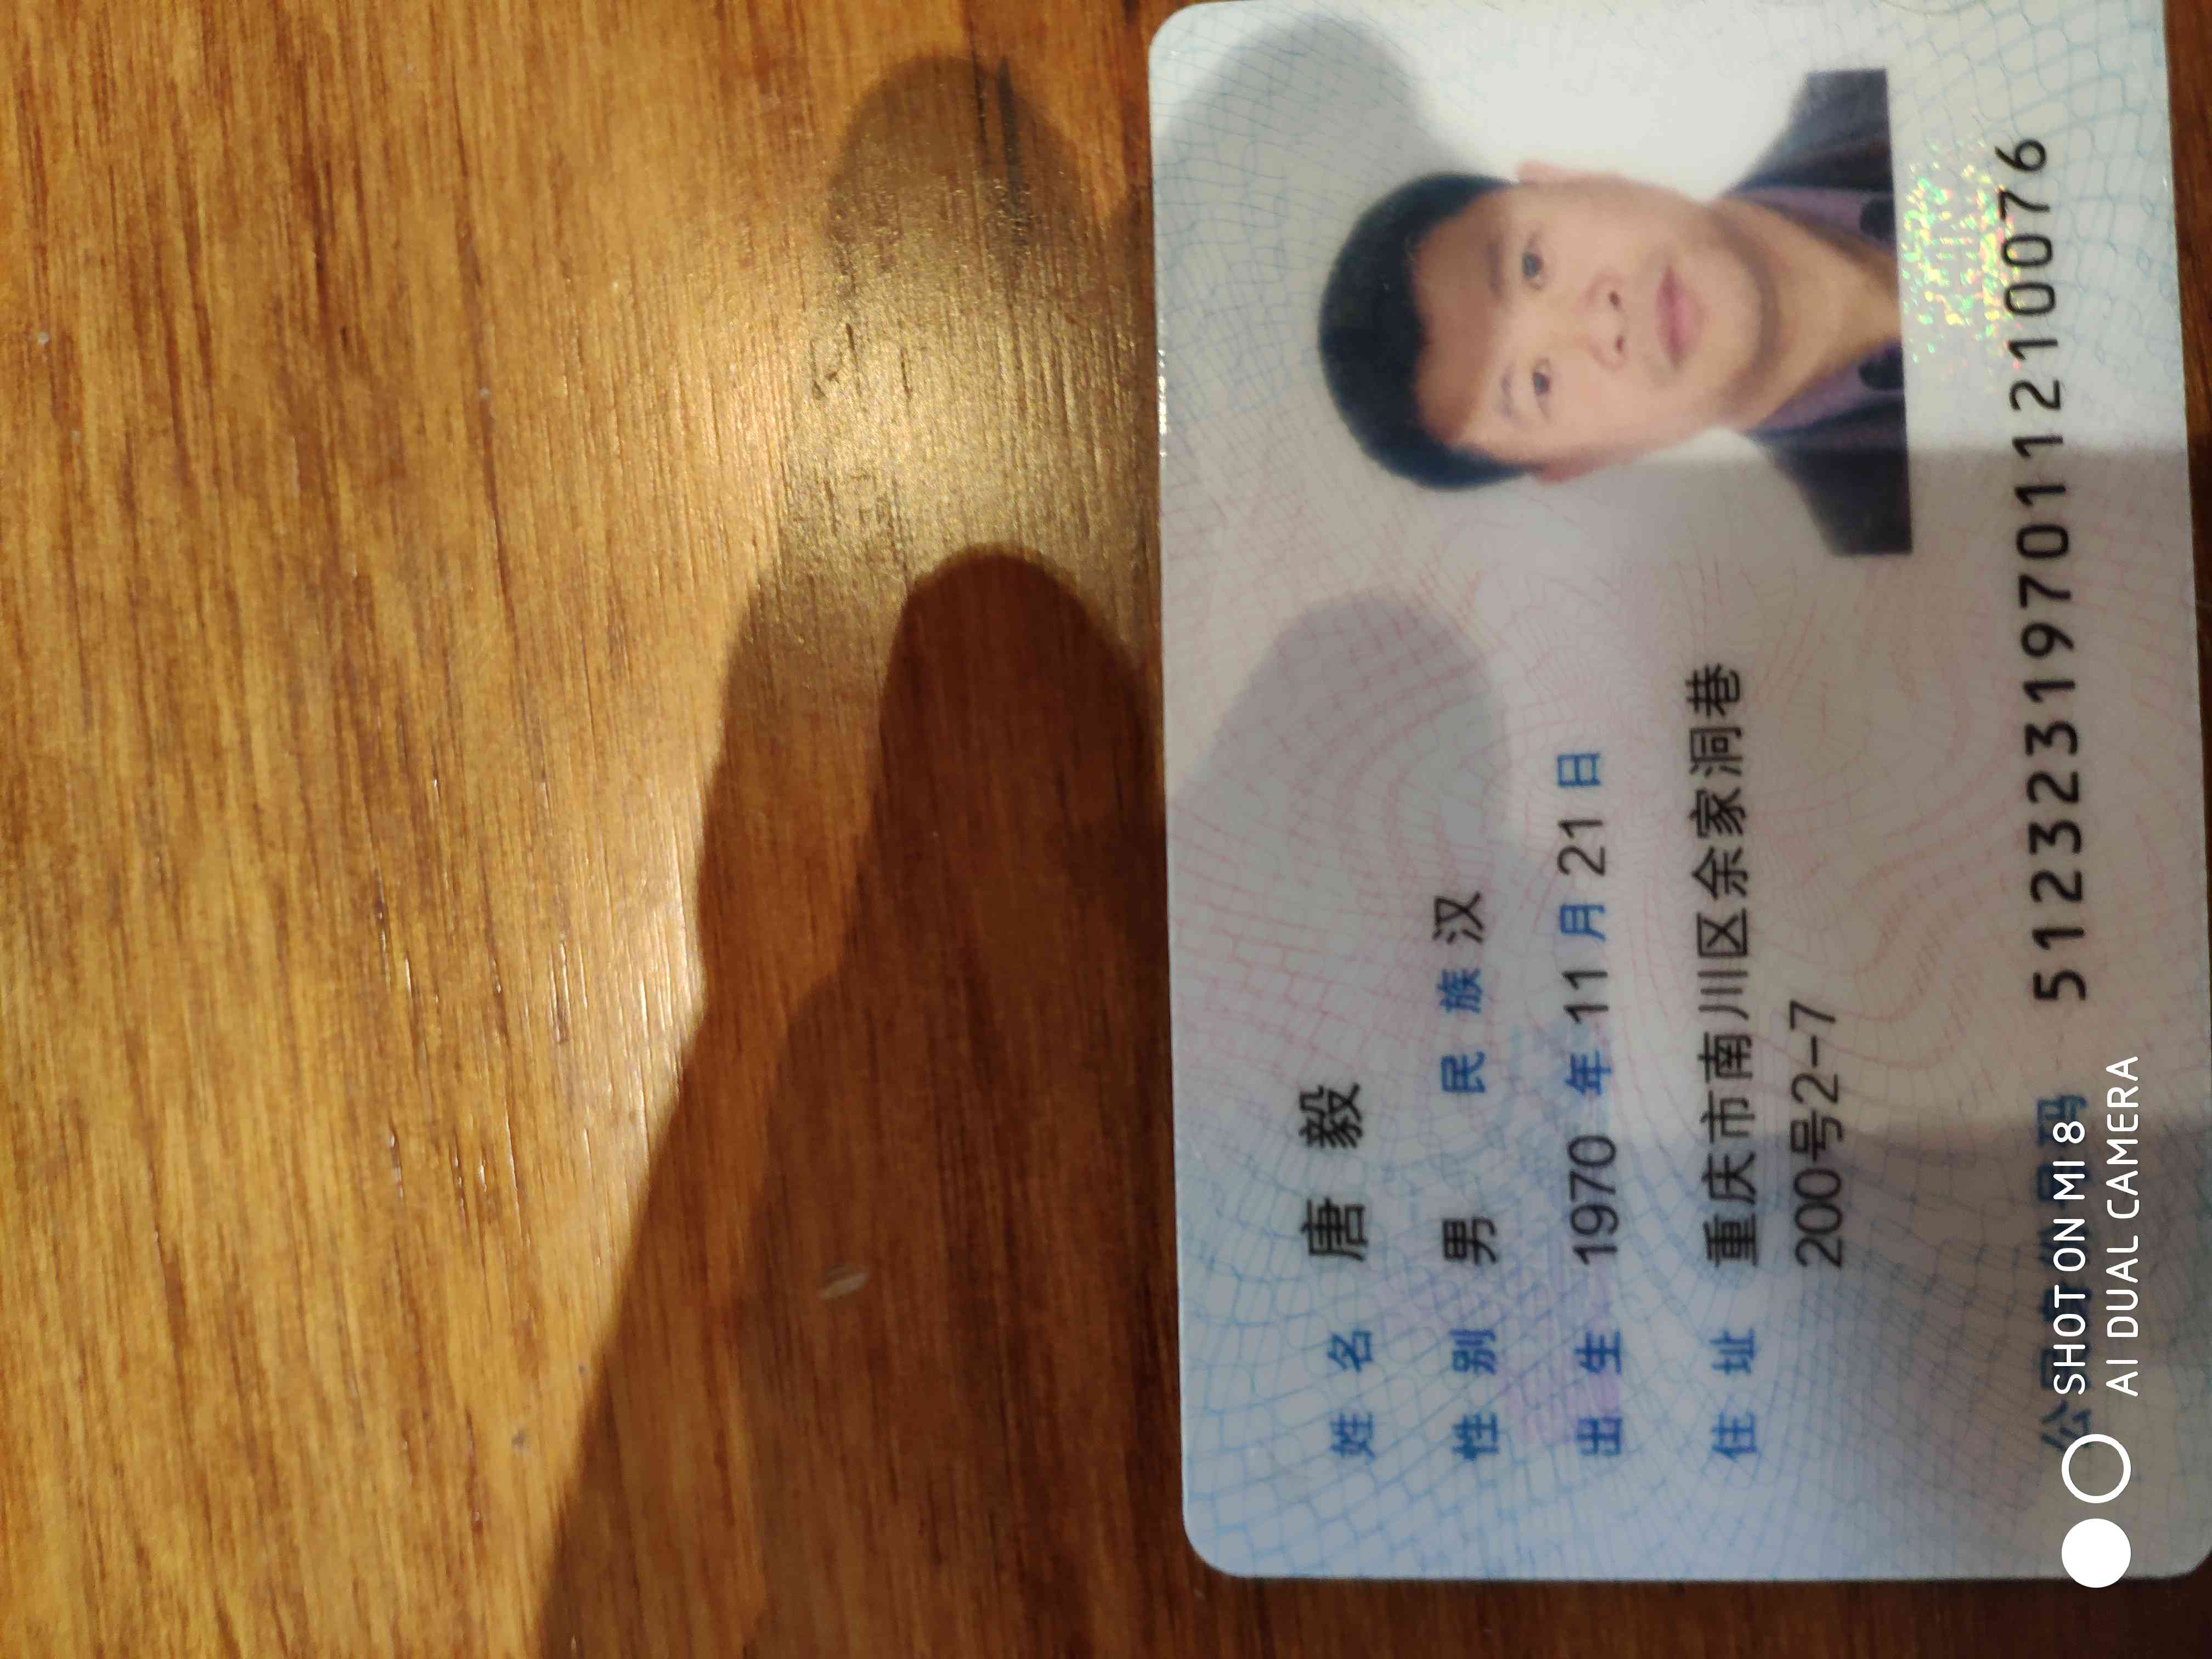 姓名 唐毅
性别 男 民族 汉
出生 1970 年 11 月 21 日
住址 重庆市南川区余家洞巷
200号2-7
公民身份号码 512323197011210076
SHOT ON MI 8
AI DUAL CAMERA